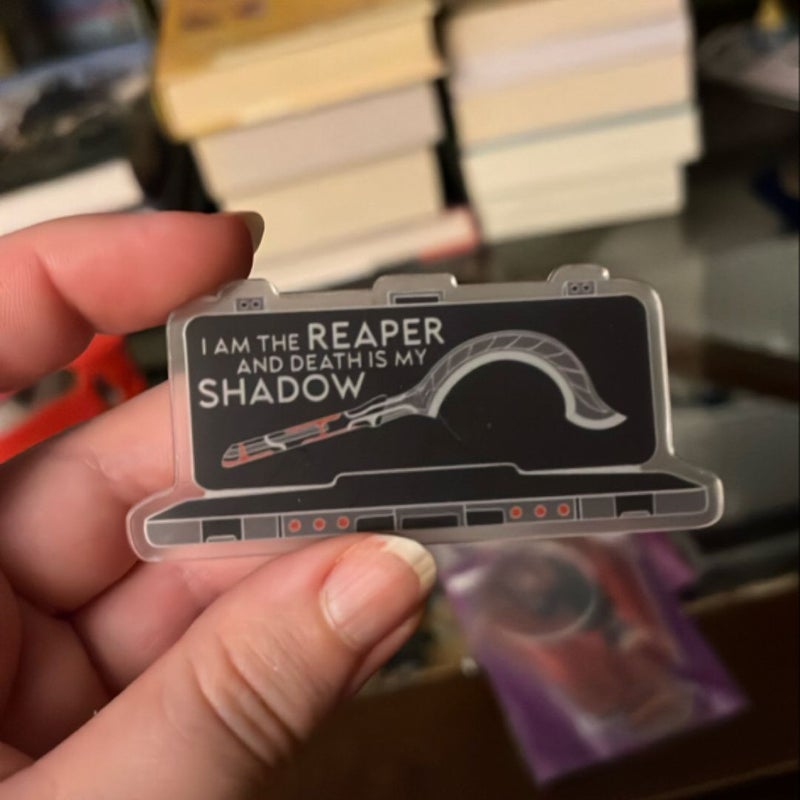 I AM THE REAPER
AND DEATH IS MY
SHADOW